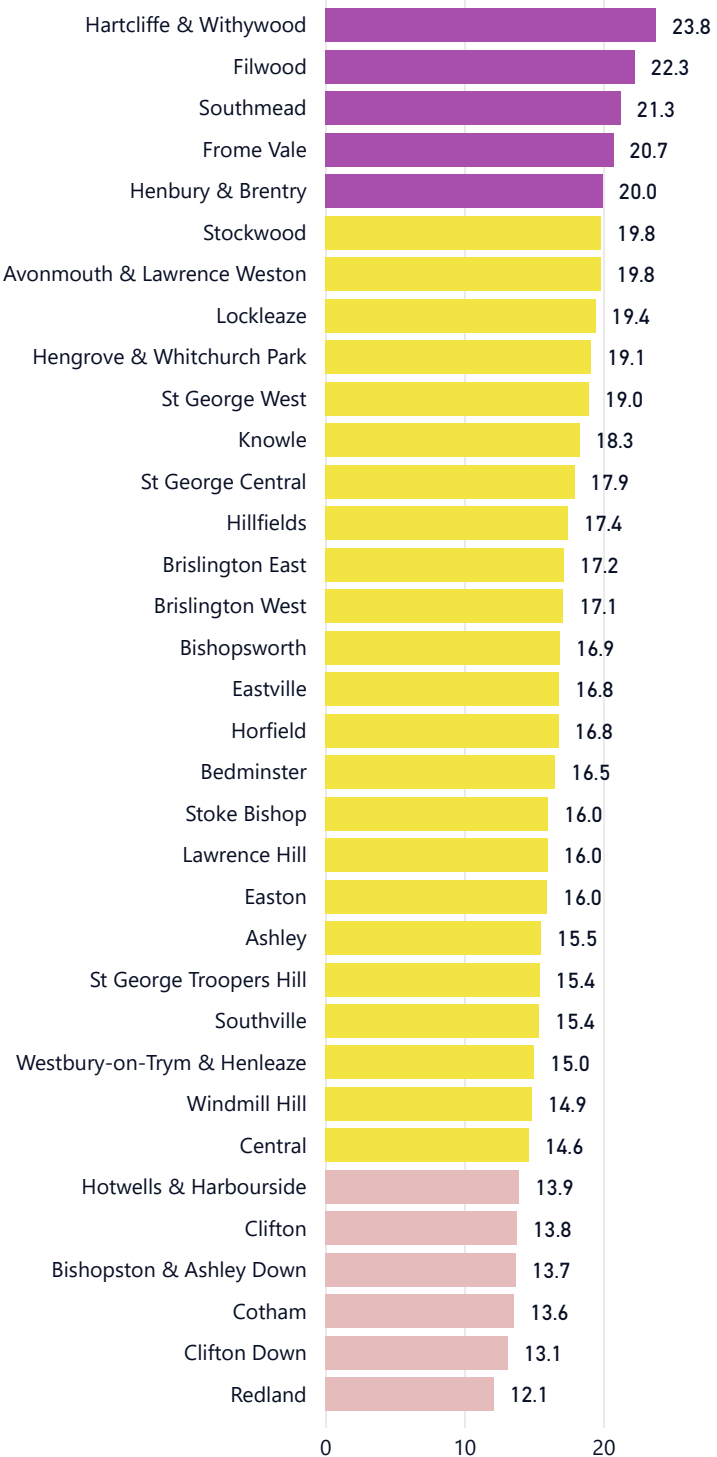 Hartcliffe & Withywood 23.8
Filwood 22.3
Southmead 21.3
Frome Vale 20.7
Henbury & Brentry 20.0
Stockwood 19.8
Avonmouth & Lawrence Weston 19.8
Lockleaze 19.4
Hengrove & Whitchurch Park 19.1
St George West 19.0
Knowle 18.3
St George Central 17.9
Hillfields 17.4
Brislington East 17.2
Brislington West 17.1
Bishopsworth 16.9
Eastville 16.8
Horfield 16.8
Bedminster 16.5
Stoke Bishop 16.0
Lawrence Hill 16.0
Easton 16.0
Ashley 15.5
St George Troopers Hill 15.4
Southville 15.4
Westbury-on-Trym & Henleaze 15.0
Windmill Hill 14.9
Central 14.6
Hotwells & Harbourside 13.9
Clifton 13.8
Bishopston & Ashley Down 13.7
Cotham 13.6
Clifton Down 13.1
Redland 12.1
0 10 20